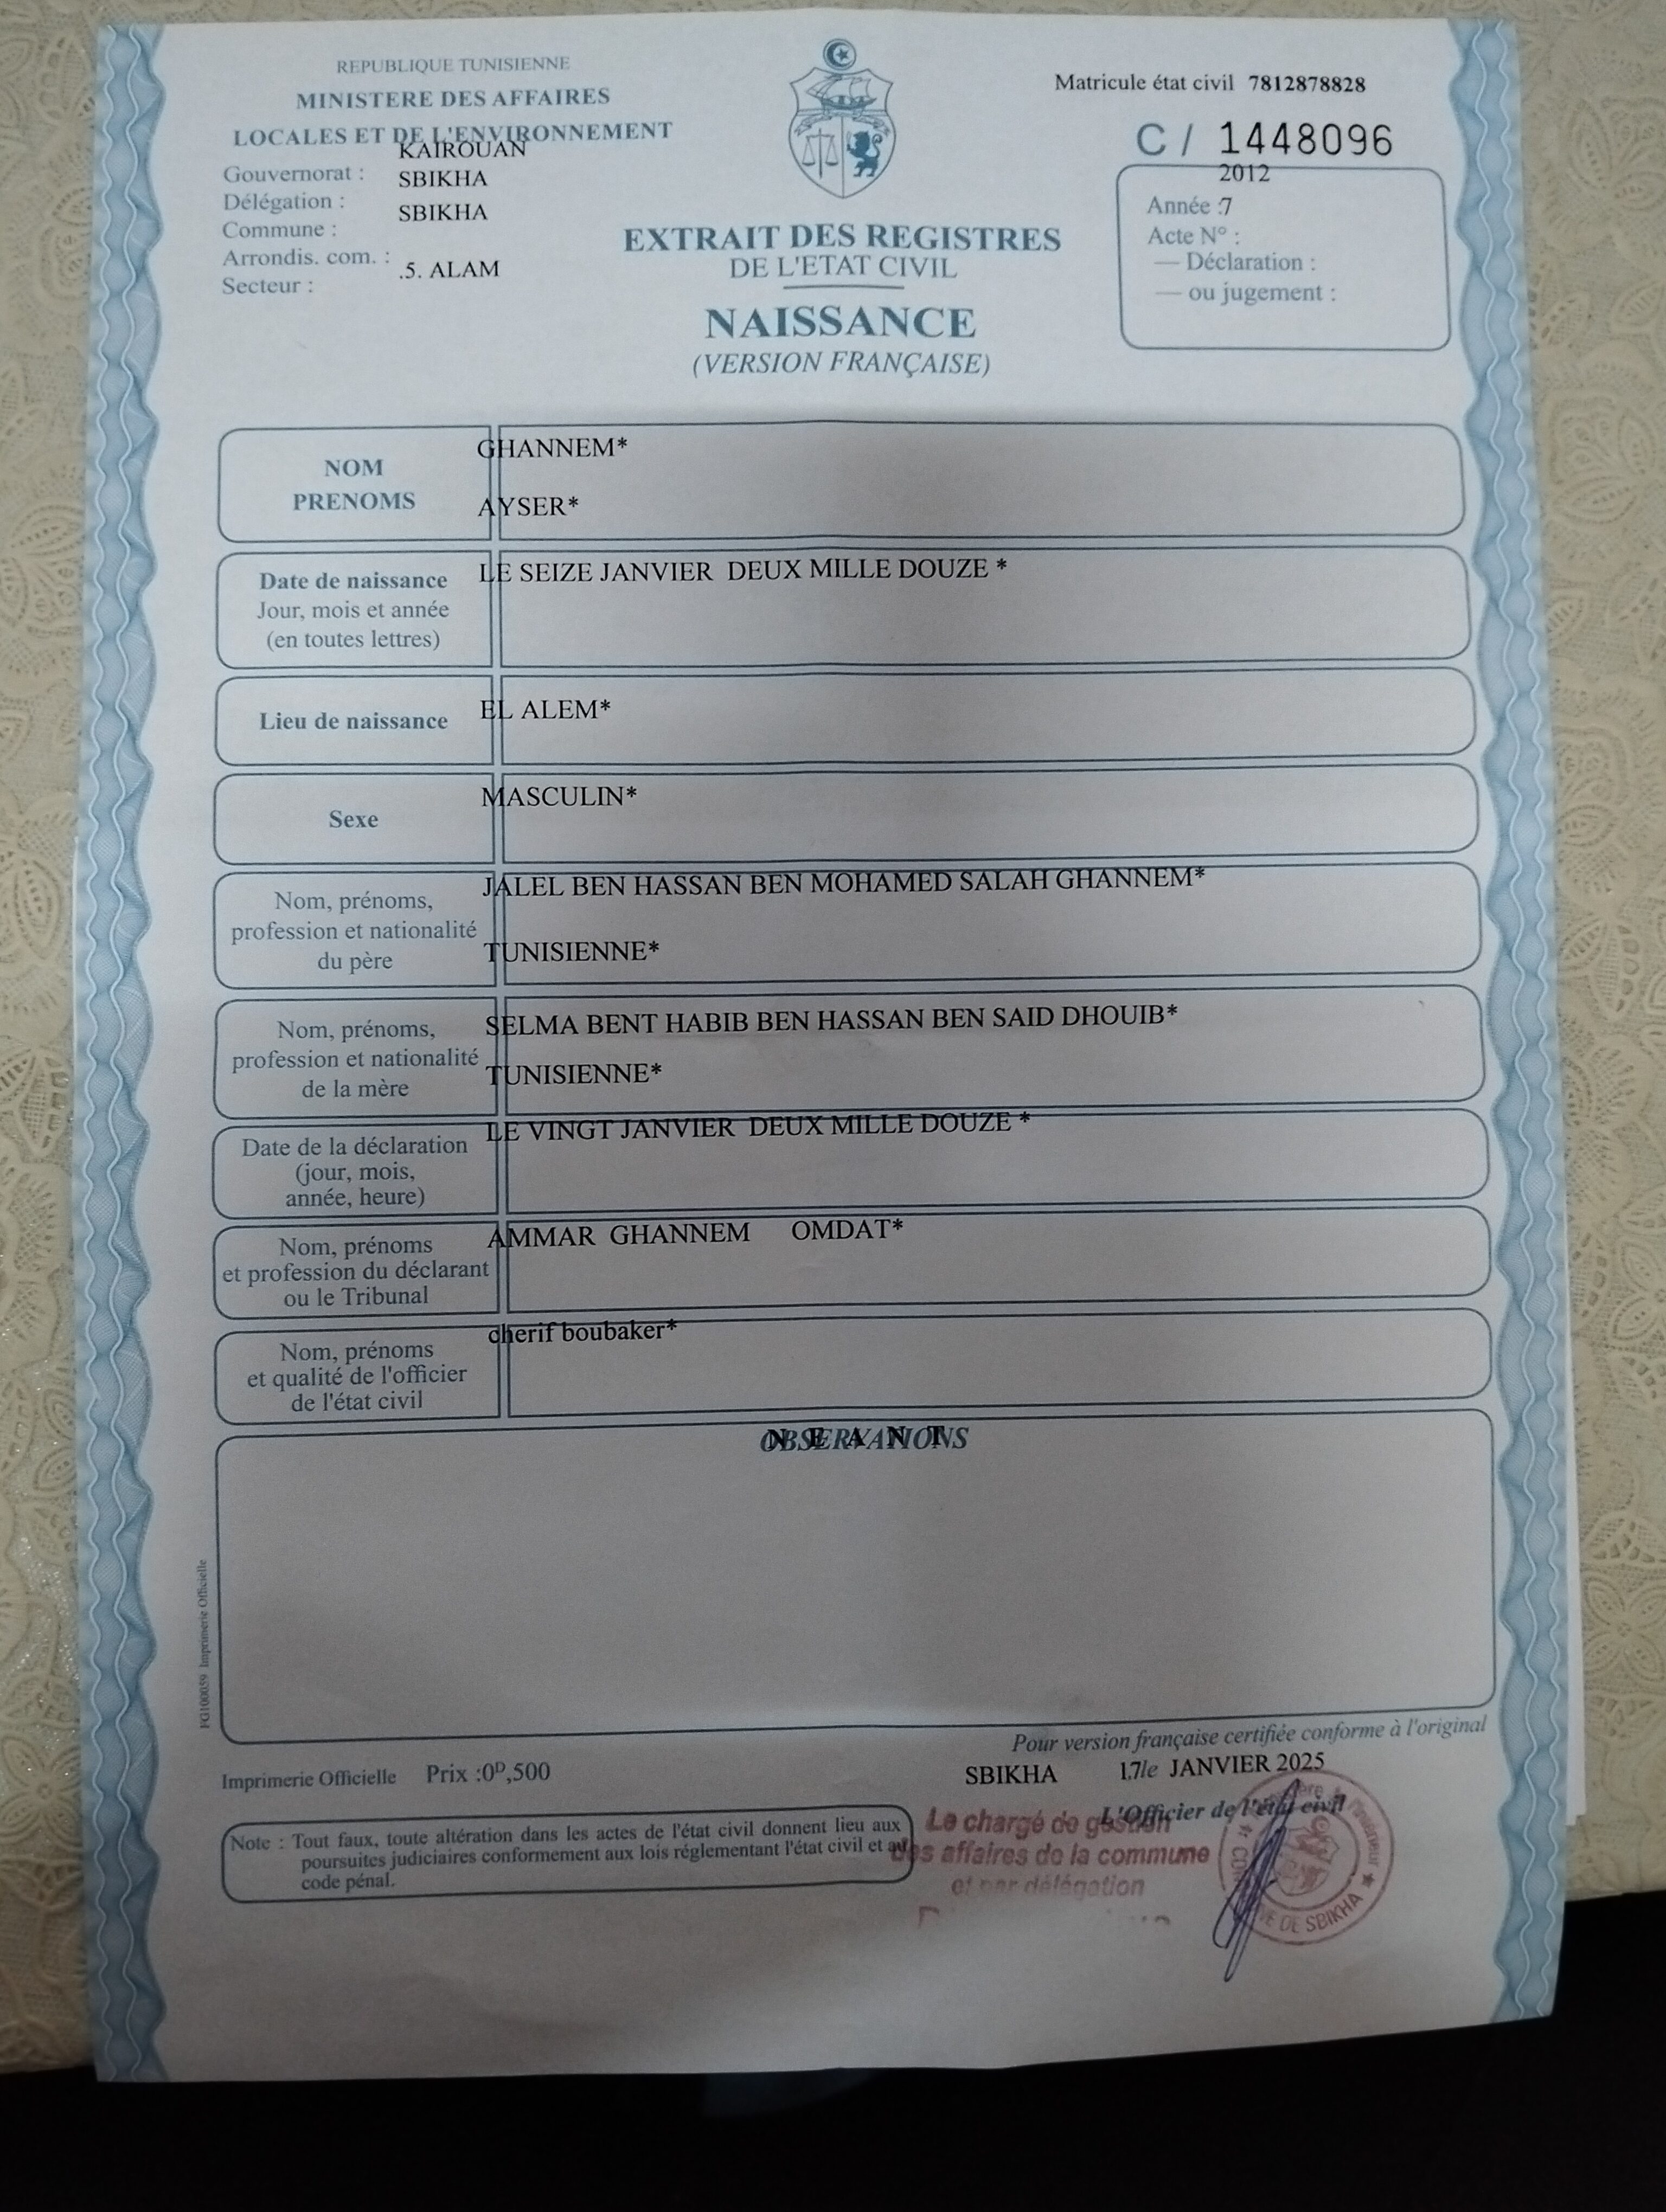 REPUBLIQUE TUNISIENNE
MINISTERE DES AFFAIRES
LOCALES ET DE L'ENVIRONNEMENT
Gouvernorat : KAIROUAN
Délégation : SBIKHA
Commune : SBIKHA
Arrondis. com. :
Secteur : .5. ALAM
EXTRAIT DES REGISTRES
DE L'ETAT CIVIL
NAISSANCE
(VERSION FRANÇAISE)
Matricule état civil 7812878828
C / 1448096
2012
Année :7
Acte N° :
— Déclaration :
— ou jugement :
NOM
PRENOMS
GHANNEM*
AYSER*
Date de naissance
Jour, mois et année
(en toutes lettres)
LE SEIZE JANVIER DEUX MILLE DOUZE *
Lieu de naissance
EL ALEM*
Sexe
MASCULIN*
Nom, prénoms,
profession et nationalité
du père
JALEL BEN HASSAN BEN MOHAMED SALAH GHANNEM*
TUNISIENNE*
Nom, prénoms,
profession et nationalité
de la mère
SELMA BENT HABIB BEN HASSAN BEN SAID DHOUIB*
TUNISIENNE*
Date de la déclaration
(jour, mois,
année, heure)
LE VINGT JANVIER DEUX MILLE DOUZE *
Nom, prénoms
et profession du déclarant
ou le Tribunal
AMMAR GHANNEM OMDAT*
Nom, prénoms
et qualité de l'officier
de l'état civil
cherif boubaker*
OBSERVATIONS
N E A N T
FG100059 Imprimerie Officielle
Pour version française certifiée conforme à l'original
Imprimerie Officielle Prix :0ᴰ,500
SBIKHA 17le JANVIER 2025
L'Officier de l'état civil
Note : Tout faux, toute altération dans les actes de l'état civil donnent lieu aux
poursuites judiciaires conformement aux lois réglementant l'état civil et au
code pénal.
Le chargé de gestion
des affaires de la commune
et par délégation
DE SBIKHA